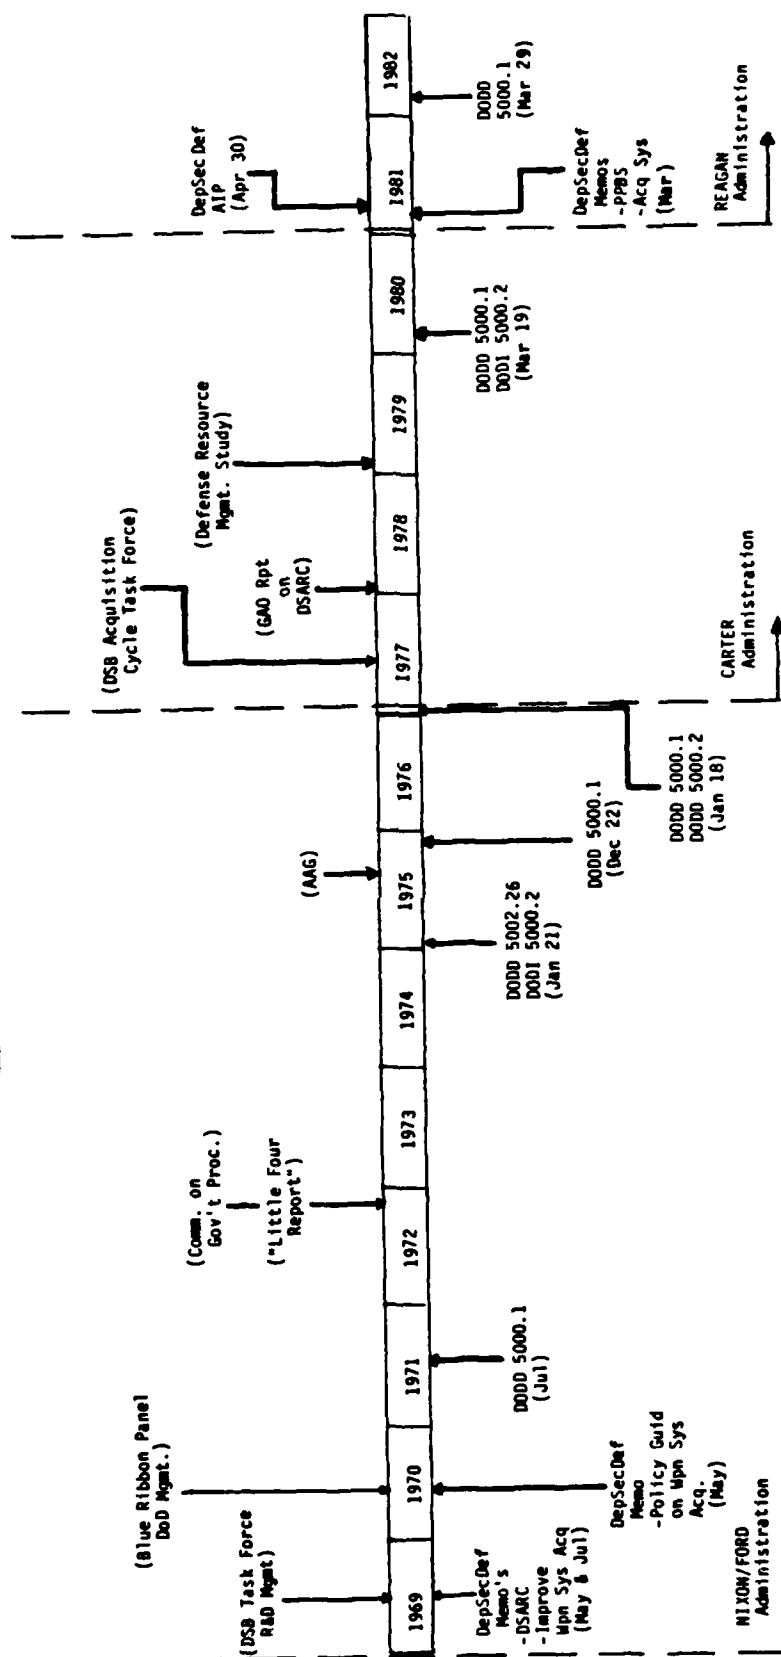 (DSB Task Force
R&D Mgmt)
(Blue Ribbon Panel
DoD Mgmt.)
(Comm. on
Gov't Proc.)
("Little Four
Report")
(AAG)
(DSB Acquisition
Cycle Task Force)
(GAO Rpt
on
DSARC)
(Defense Resource
Mgmt. Study)
DepSecDef
AIP
(Apr 30)
1969
1970
1971
1972
1973
1974
1975
1976
1977
1978
1979
1980
1981
1982
DepSecDef
Memo's
-DSARC
-Improve
Wpn Sys Acq
(May & Jul)
DepSecDef
Memo
-Policy Guid
on Wpn Sys
Acq.
(May)
DODD 5000.1
(Jul)
DODD 5002.26
DODI 5000.2
(Jan 21)
DODD 5000.1
(Dec 22)
DODD 5000.1
DODD 5000.2
(Jan 18)
DODD 5000.1
DODI 5000.2
(Mar 19)
DepSecDef
Memos
-PPBS
-Acq Sys
(Mar)
DODD
5000.1
(Mar 29)
NIXON/FORD
Administration
CARTER
Administration
REAGAN
Administration